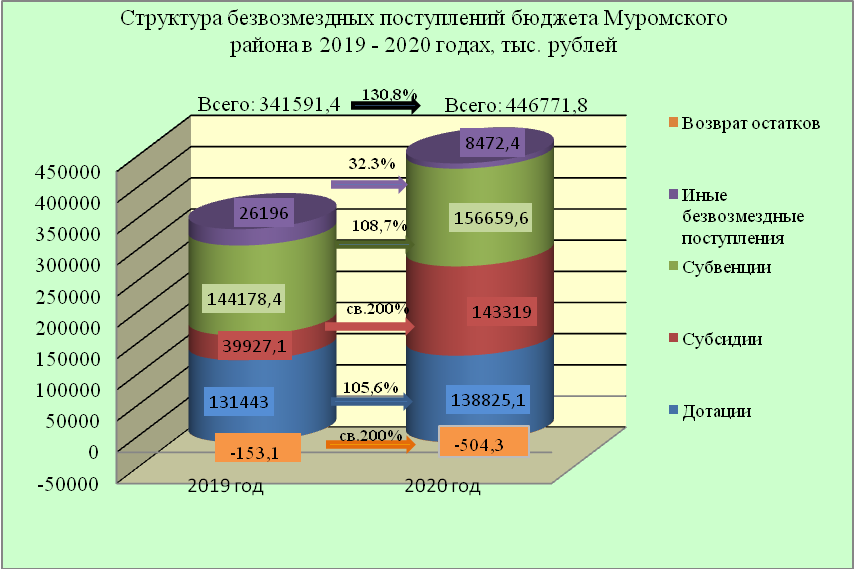 Структура безвозмездных поступлений бюджета Муромского
района в 2019 - 2020 годах, тыс. рублей
Всего: 341591,4
130,8%
Всего: 446771,8
450000
400000
350000
300000
250000
200000
150000
100000
50000
0
-50000
26196
144178,4
39927,1
131443
-153,1
32.3%
108,7%
св.200%
105,6%
св.200%
8472,4
156659,6
143319
138825,1
-504,3
2019 год
2020 год
Возврат остатков
Иные
безвозмездные
поступления
Субвенции
Субсидии
Дотации